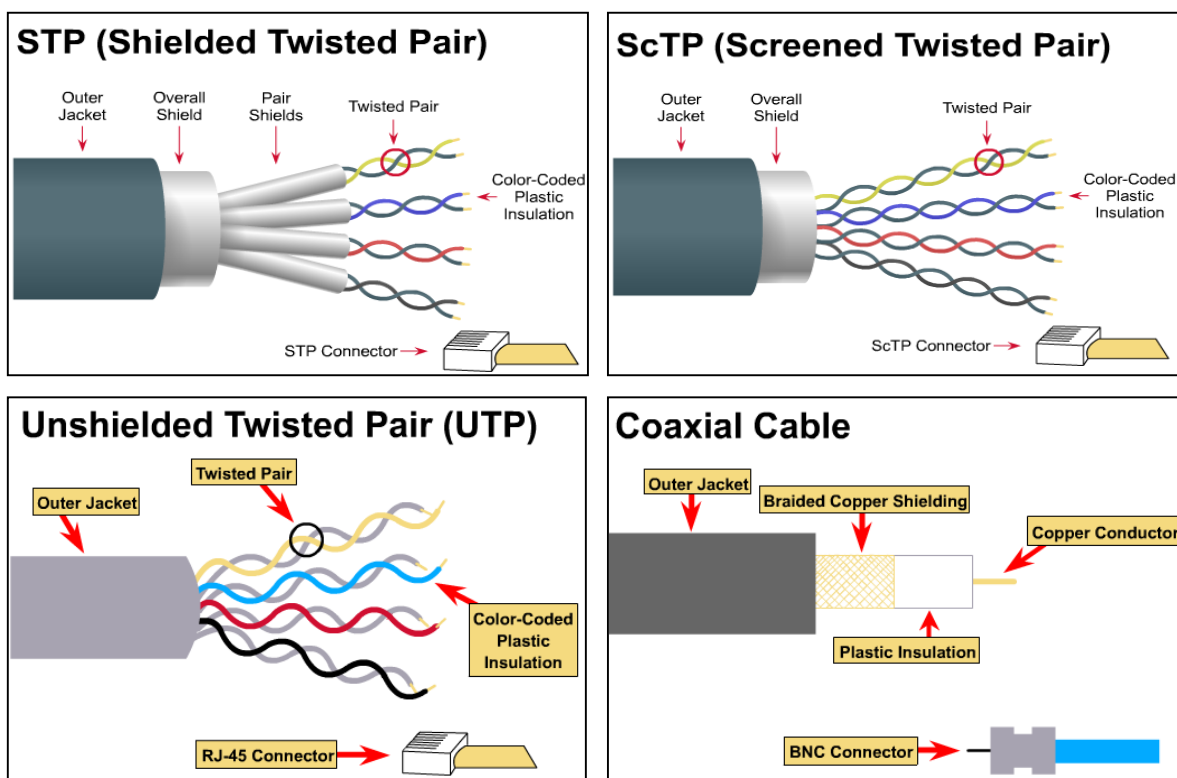 STP (Shielded Twisted Pair)
Outer
Jacket
Overall
Shield
Pair
Shields
Twisted Pair
Color-Coded
Plastic
Insulation
STP Connector
ScTP (Screened Twisted Pair)
Outer
Jacket
Overall
Shield
Twisted Pair
Color-Coded
Plastic
Insulation
ScTP Connector
Unshielded Twisted Pair (UTP)
Twisted Pair
Outer Jacket
Color-Coded
Plastic
Insulation
RJ-45 Connector
Coaxial Cable
Outer Jacket
Braided Copper Shielding
Copper Conductor
Plastic Insulation
BNC Connector